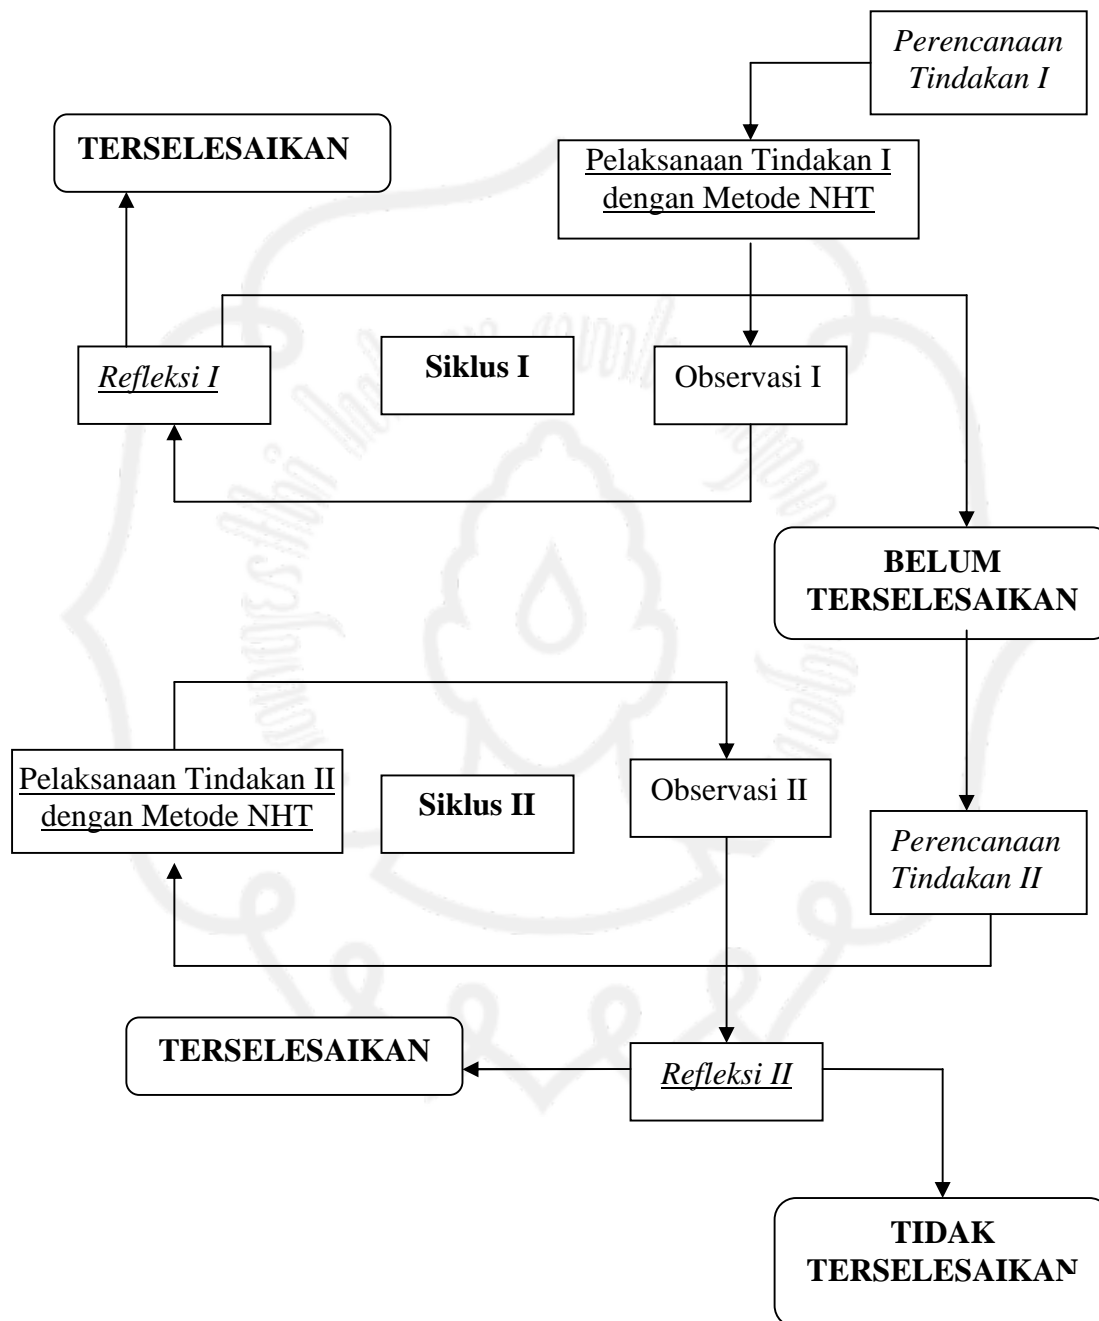 Perencanaan
Tindakan I
TERSELESAIKAN
Pelaksanaan Tindakan I
dengan Metode NHT
Refleksi I
Siklus I
Observasi I
BELUM
TERSELESAIKAN
Pelaksanaan Tindakan II
dengan Metode NHT
Siklus II
Observasi II
Perencanaan
Tindakan II
TERSELESAIKAN
Refleksi II
TIDAK
TERSELESAIKAN